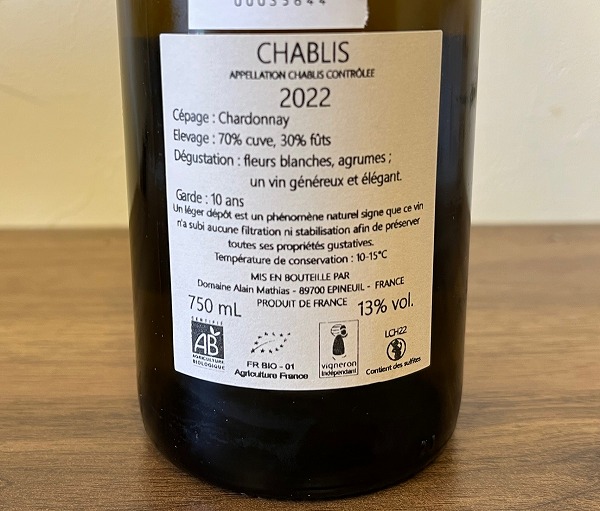 CHABLIS
APPELLATION CHABLIS CONTRÔLÉE
2022
Cépage : Chardonnay
Elevage : 70% cuve, 30% fûts
Dégustation : fleurs blanches, agrumes ;
un vin généreux et élégant.
Garde : 10 ans
Un léger dépôt est un phénomène naturel signe que ce vin
n'a subi aucune filtration ni stabilisation afin de préserver
toutes ses propriétés gustatives.
Température de conservation : 10-15°C
MIS EN BOUTEILLE PAR
Domaine Alain Mathias - 89700 EPINEUIL - FRANCE
750 mL
PRODUIT DE FRANCE
13% vol.
CERTIFIÉ
AB
AGRICULTURE
BIOLOGIQUE
FR BIO - 01
Agriculture France
vigneron
indépendant
LCH22
Contient des sulfites